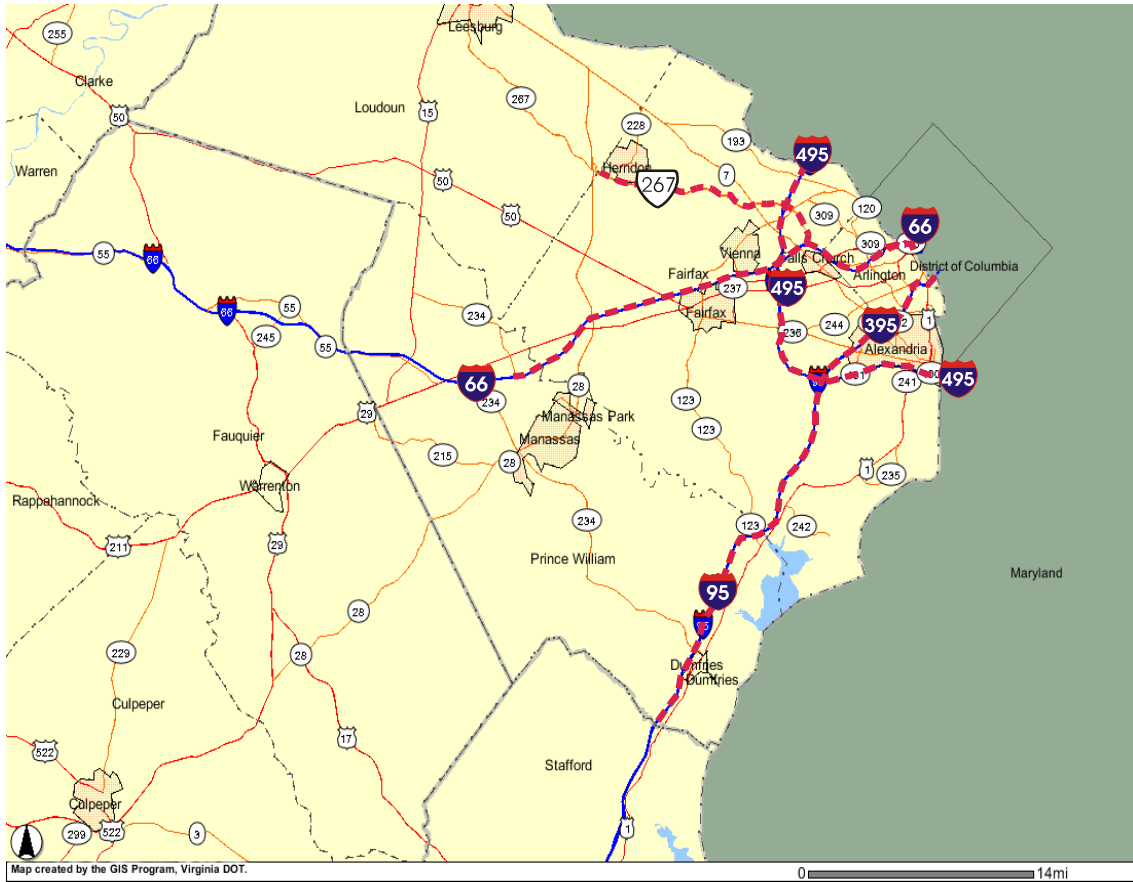 Leesburg
255
Clarke
267
Loudoun
15
50
228
193
495
Warren
Herndon
7
50
267
120
309
50
66
309
55
66
Vienna
Falls Church
District of Columbia
Fairfax
Arlington
237
495
55
234
Fairfax
66
395
1
244
236
245
55
Alexandria
66
495
241
28
234
123
29
Manassas Park
123
Fauquier
Manassas
215
28
1
235
Warrenton
Rappahannock
234
123
242
211
29
Prince William
Maryland
95
28
95
229
28
Dumfries
Dumfries
Culpeper
17
522
Stafford
Culpeper
1
299
522
3
Map created by the GIS Program, Virginia DOT.
0
14mi